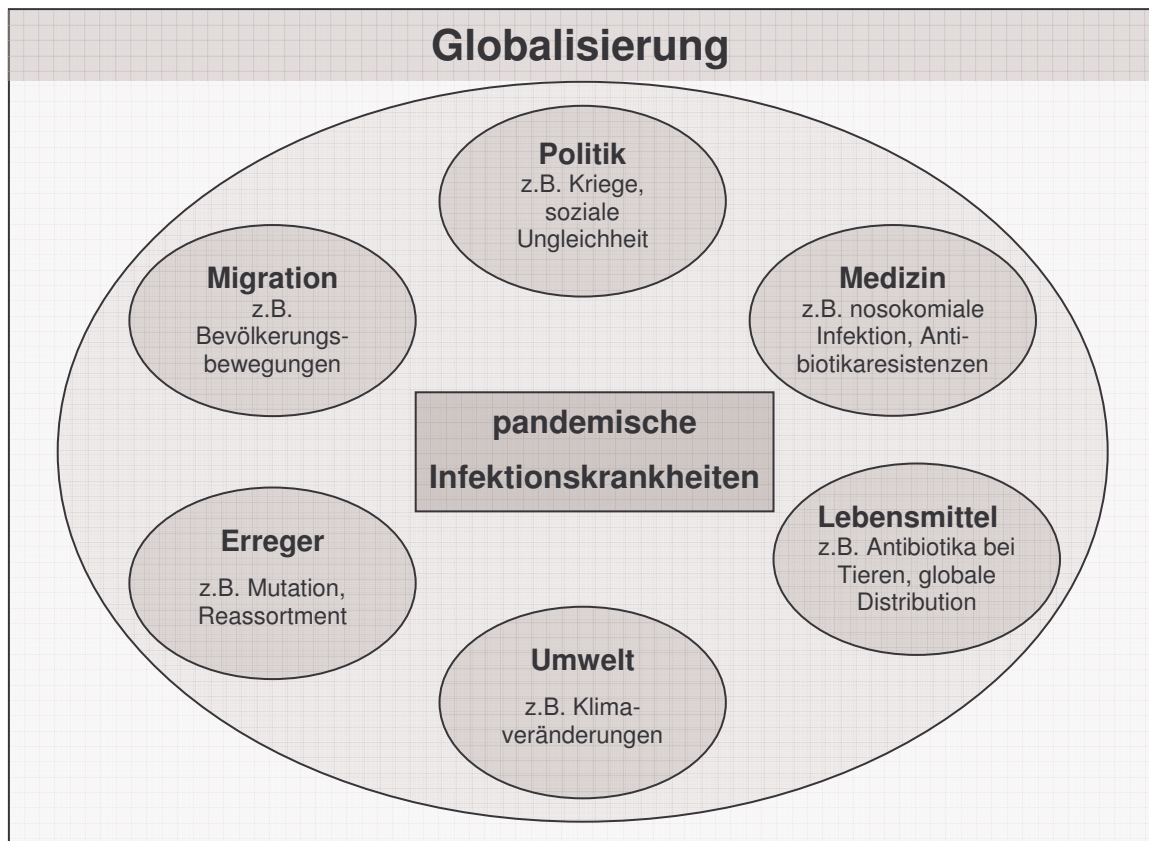 Globalisierung
Politik
z.B. Kriege,
soziale
Ungleichheit
Migration
z.B.
Bevölkerungs-
bewegungen
Medizin
z.B. nosokomiale
Infektion, Anti-
biotikaresistenzen
pandemische
Infektionskrankheiten
Erreger
z.B. Mutation,
Reassortment
Lebensmittel
z.B. Antibiotika bei
Tieren, globale
Distribution
Umwelt
z.B. Klima-
veränderungen